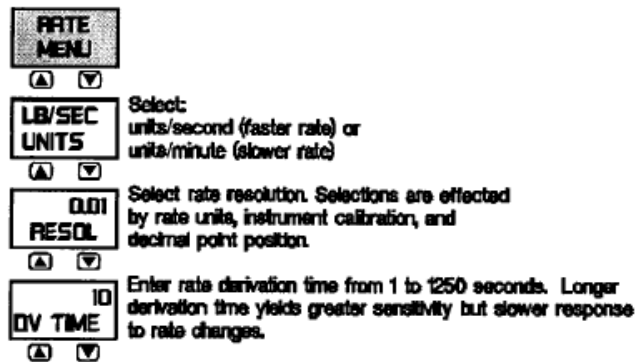 RATE
MENU
LB/SEC
UNITS
Select:
units/second (faster rate) or
units/minute (slower rate)
0.01
RESOL
Select rate resolution. Selections are effected
by rate units, instrument calibration, and
decimal point position.
10
DV TIME
Enter rate derivation time from 1 to 1250 seconds. Longer
derivation time yields greater sensitivity but slower response
to rate changes.